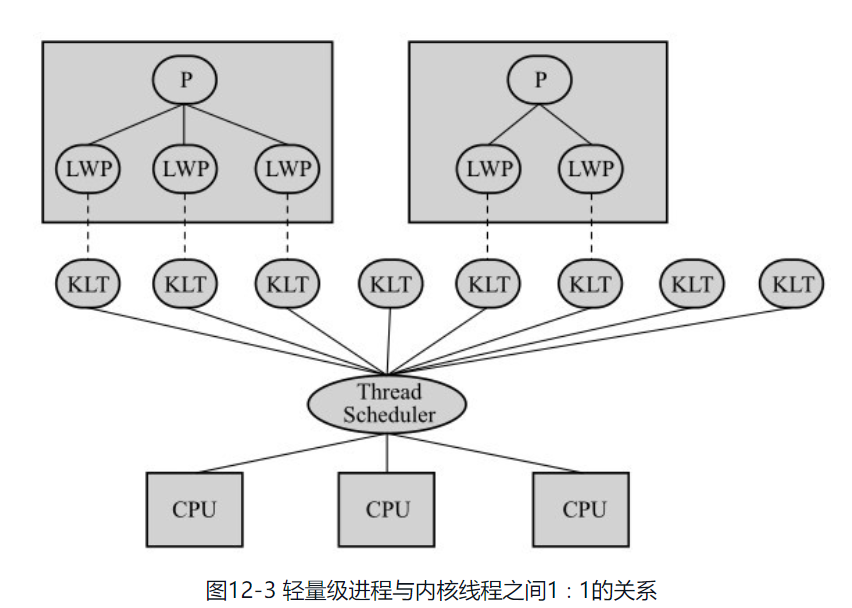 P P
LWP LWP LWP LWP LWP
KLT KLT KLT KLT KLT KLT KLT KLT
Thread
Scheduler
CPU CPU CPU
图12-3 轻量级进程与内核线程之间1：1的关系